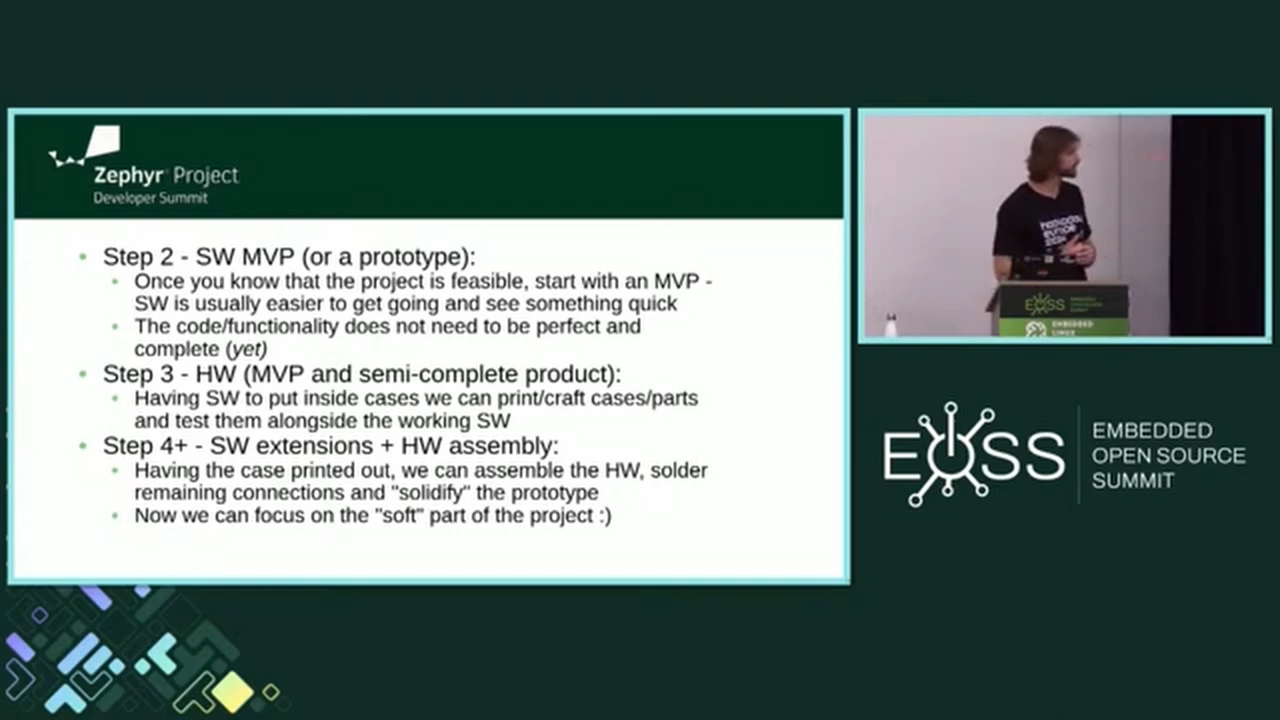 Zephyr Project
Developer Summit
• Step 2 - SW MVP (or a prototype):
• Once you know that the project is feasible, start with an MVP -
SW is usually easier to get going and see something quick
• The code/functionality does not need to be perfect and
complete (yet)
• Step 3 - HW (MVP and semi-complete product):
• Having SW to put inside cases we can print/craft cases/parts
and test them alongside the working SW
• Step 4+ - SW extensions + HW assembly:
• Having the case printed out, we can assemble the HW, solder
remaining connections and "solidify" the prototype
• Now we can focus on the "soft" part of the project :)
EOSS
EMBEDDED
LINUX
EOSS
EMBEDDED
OPEN SOURCE
SUMMIT